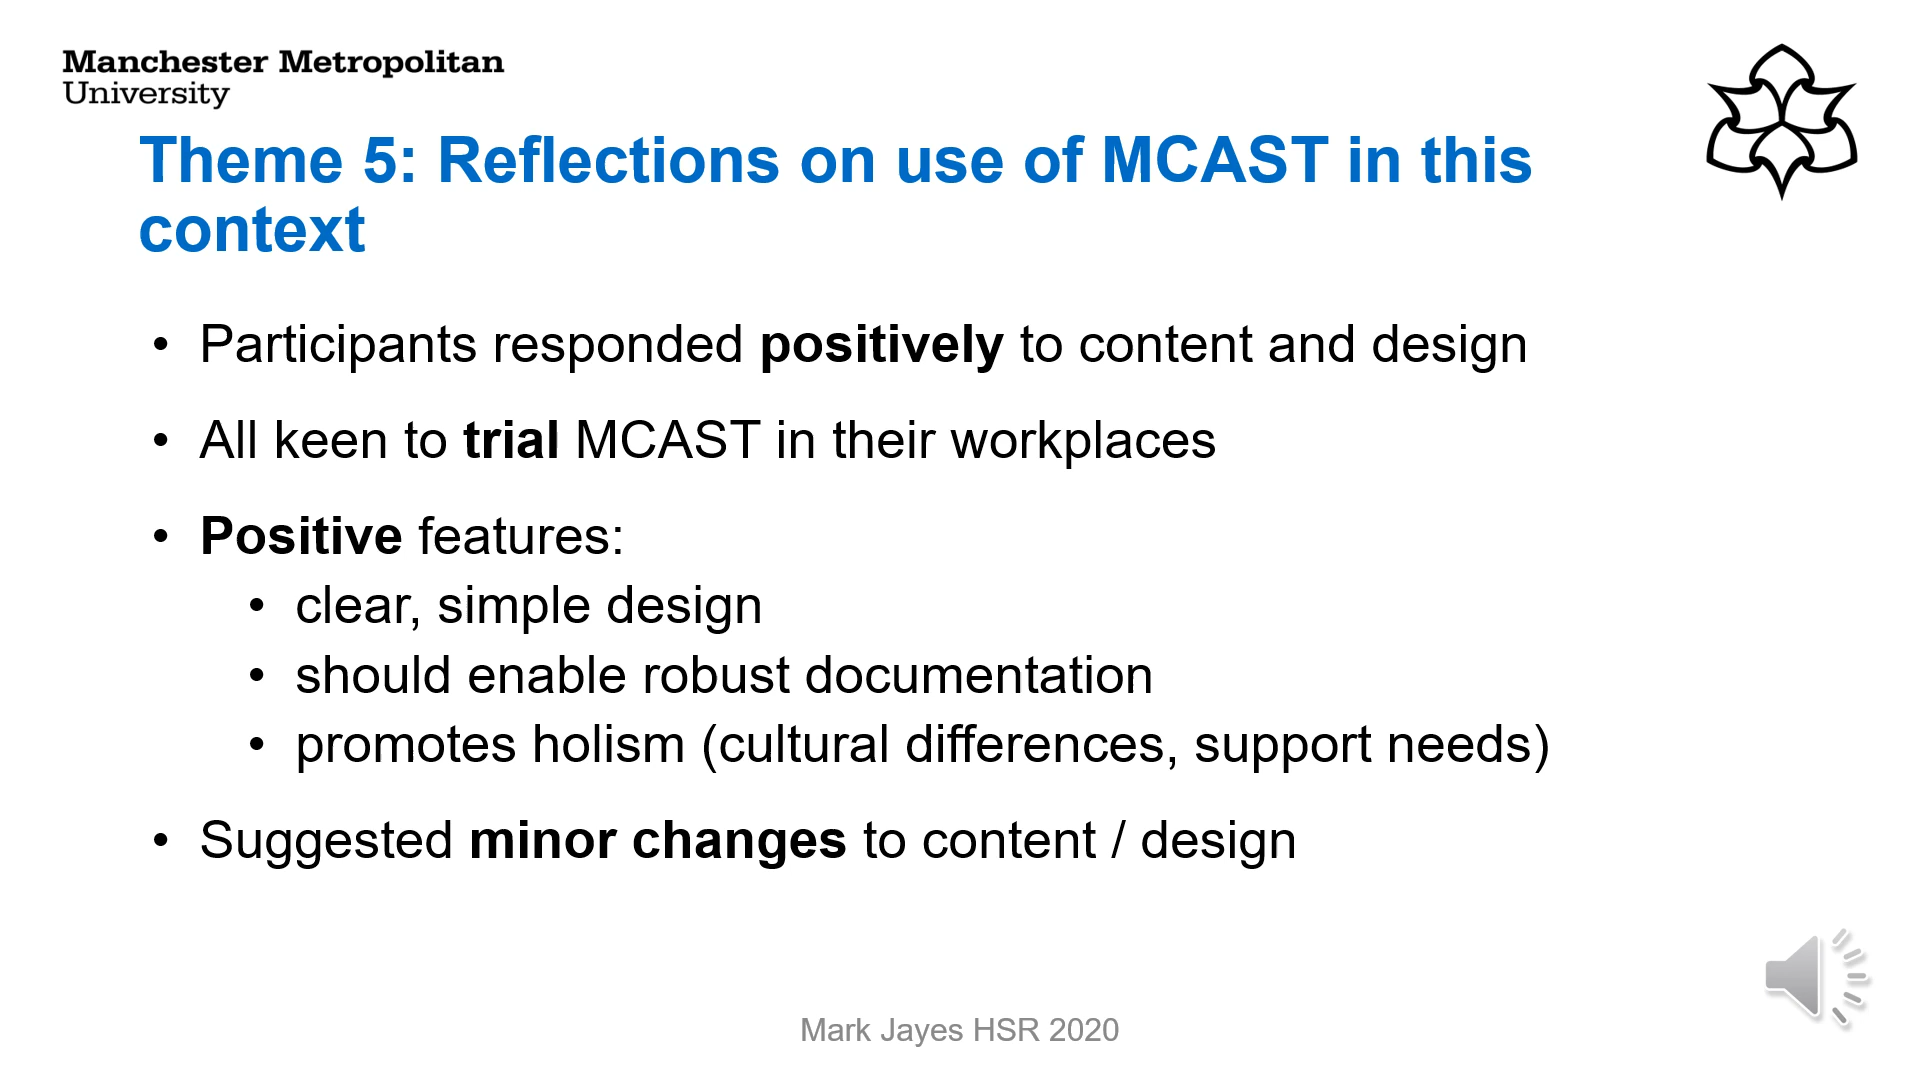 Manchester Metropolitan
University
Theme 5: Reflections on use of MCAST in this
context
• Participants responded positively to content and design
• All keen to trial MCAST in their workplaces
• Positive features:
• clear, simple design
• should enable robust documentation
• promotes holism (cultural differences, support needs)
• Suggested minor changes to content / design
Mark Jayes HSR 2020